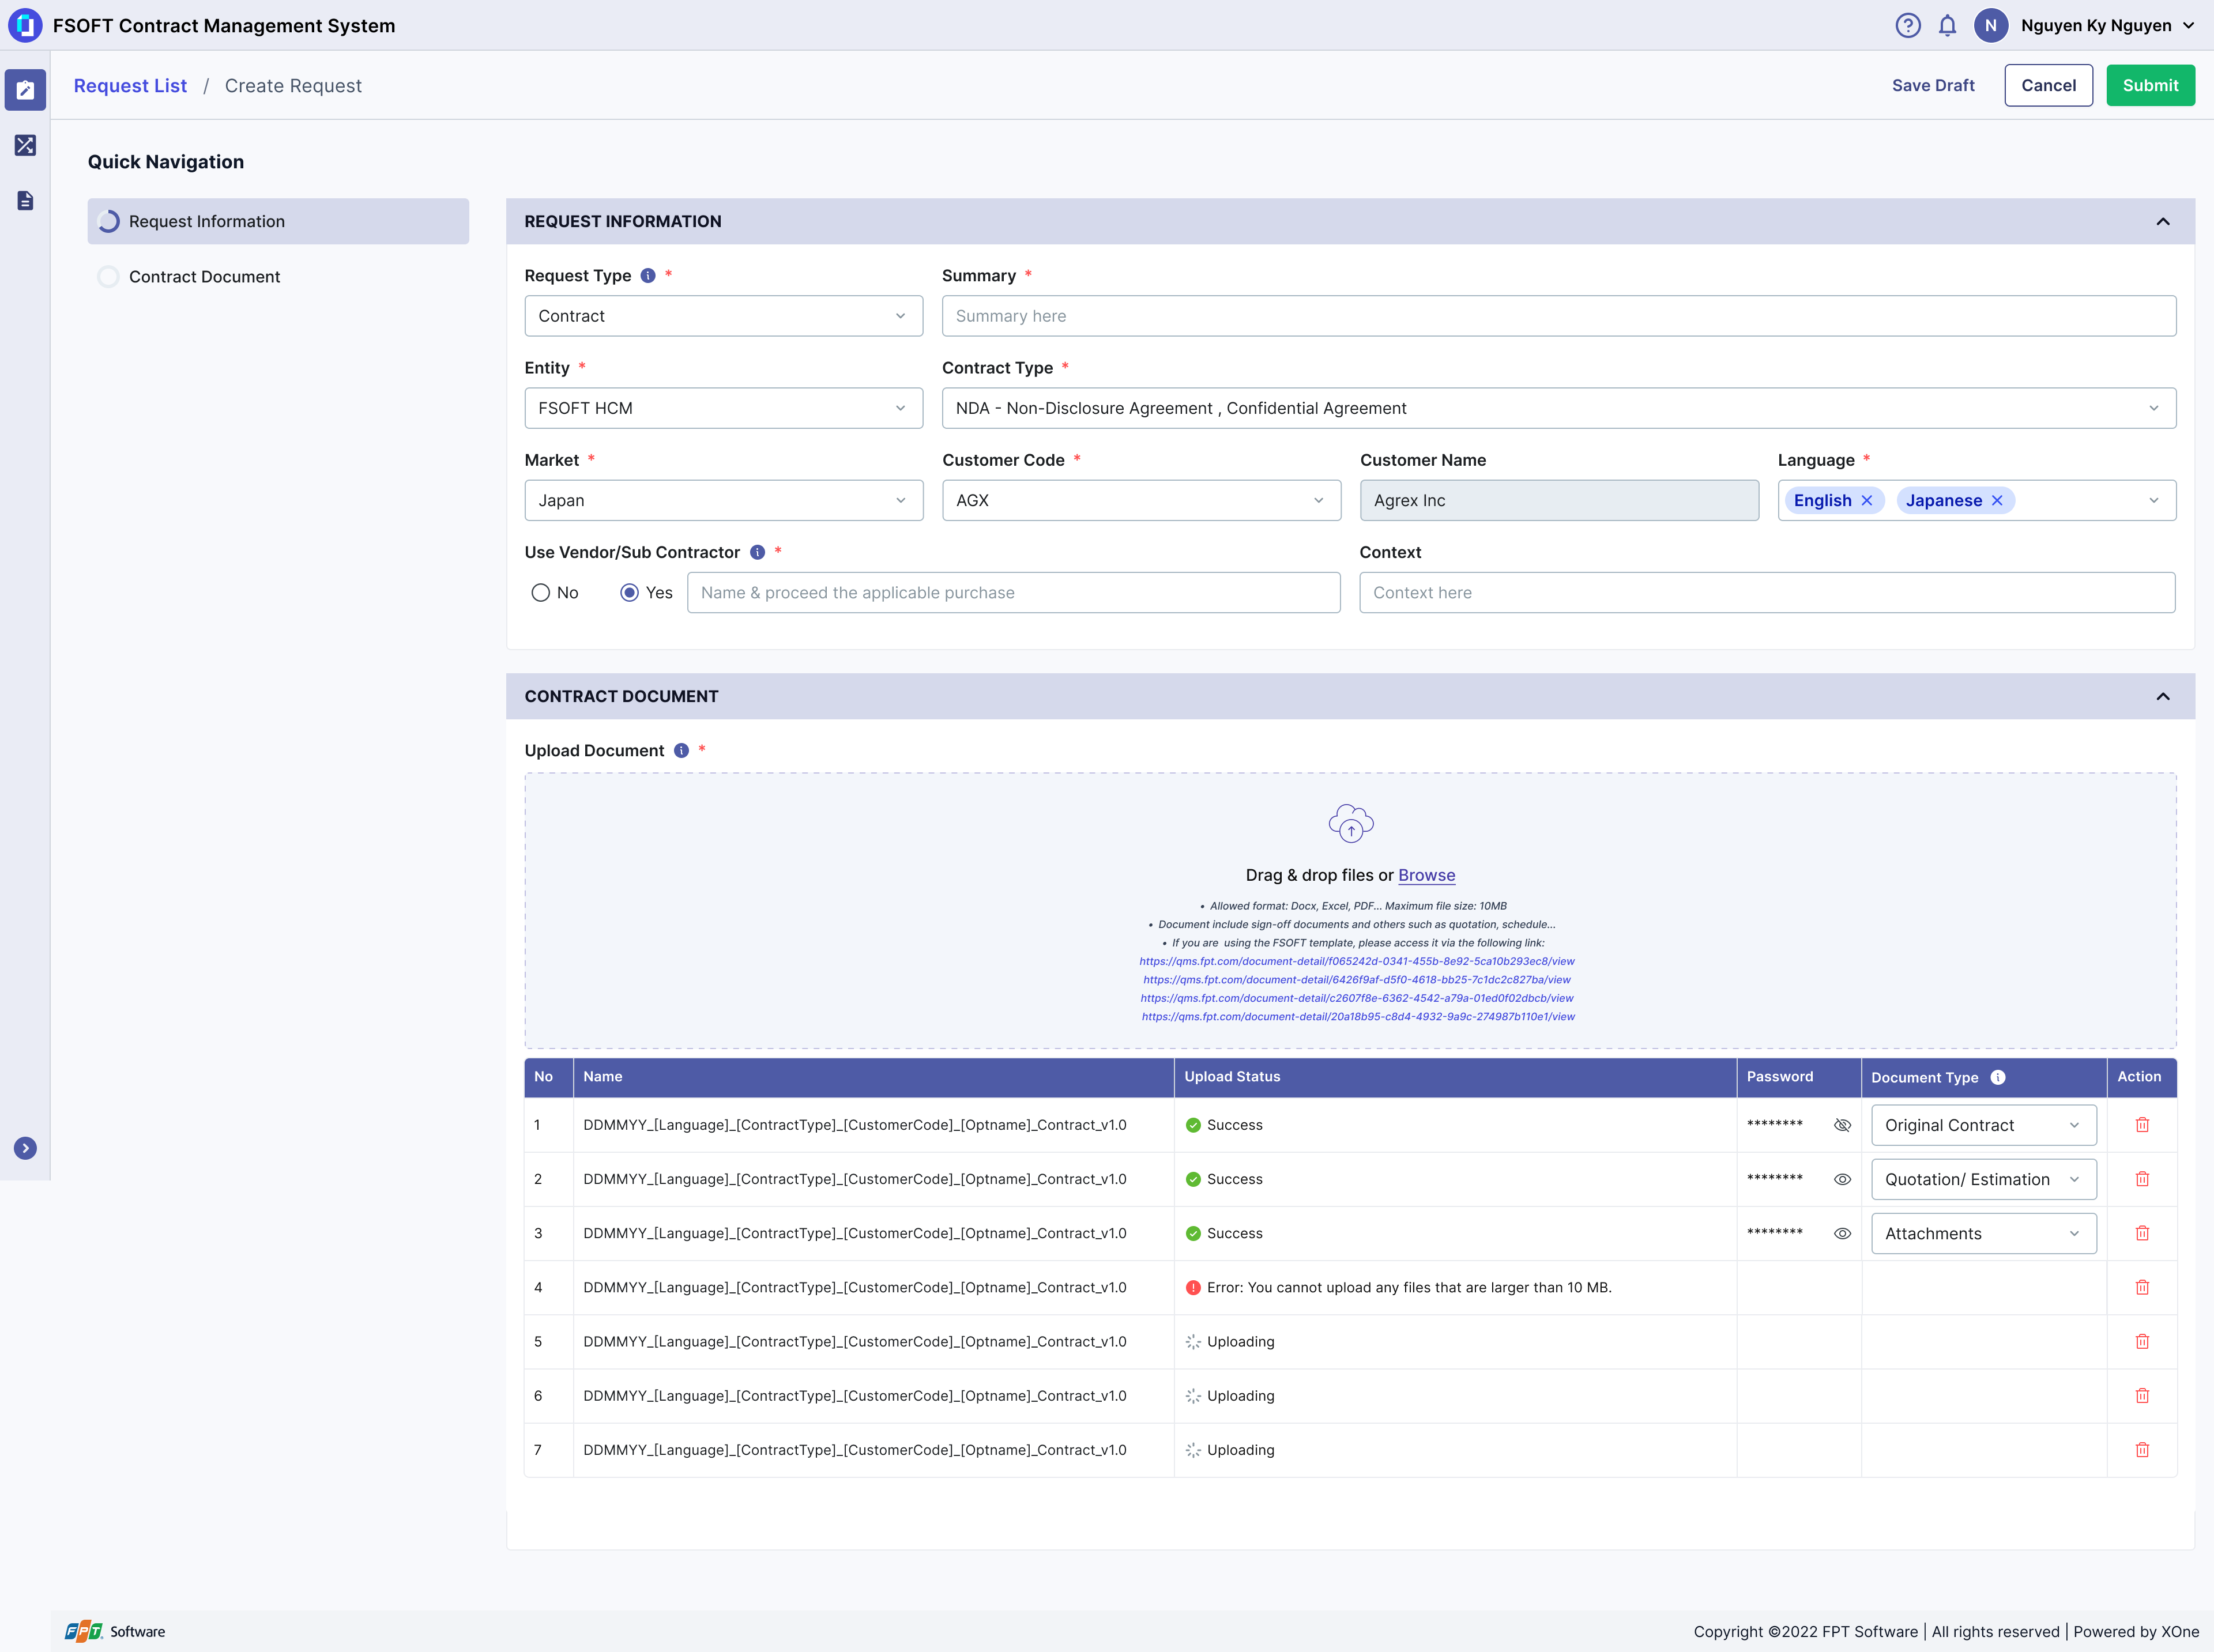 FSOFT Contract Management System
N
Nguyen Ky Nguyen
Request List / Create Request
Save Draft
Cancel
Submit
Quick Navigation
Request Information
Contract Document
REQUEST INFORMATION
Request Type *
Summary *
Contract
Summary here
Entity *
Contract Type *
FSOFT HCM
NDA - Non-Disclosure Agreement , Confidential Agreement
Market *
Customer Code *
Customer Name
Language *
Japan
AGX
Agrex Inc
English
Japanese
Use Vendor/Sub Contractor *
Context
No
Yes
Name & proceed the applicable purchase
Context here
CONTRACT DOCUMENT
Upload Document *
Drag & drop files or Browse
• Allowed format: Docx, Excel, PDF... Maximum file size: 10MB
• Document include sign-off documents and others such as quotation, schedule...
• If you are using the FSOFT template, please access it via the following link:
https://qms.fpt.com/document-detail/f065242d-0341-455b-8e92-5ca10b293ec8/view
https://qms.fpt.com/document-detail/6426f9af-d5f0-4618-bb25-7c1dc2c827ba/view
https://qms.fpt.com/document-detail/c2607f8e-6362-4542-a79a-01ed0f02dbcb/view
https://qms.fpt.com/document-detail/20a18b95-c8d4-4932-9a9c-274987b110e1/view
No Name Upload Status Password Document Type Action
1 DDMMYY_[Language]_[ContractType]_[CustomerCode]_[Optname]_Contract_v1.0 Success ******** Original Contract
2 DDMMYY_[Language]_[ContractType]_[CustomerCode]_[Optname]_Contract_v1.0 Success ******** Quotation/ Estimation
3 DDMMYY_[Language]_[ContractType]_[CustomerCode]_[Optname]_Contract_v1.0 Success ******** Attachments
4 DDMMYY_[Language]_[ContractType]_[CustomerCode]_[Optname]_Contract_v1.0 Error: You cannot upload any files that are larger than 10 MB.
5 DDMMYY_[Language]_[ContractType]_[CustomerCode]_[Optname]_Contract_v1.0 Uploading
6 DDMMYY_[Language]_[ContractType]_[CustomerCode]_[Optname]_Contract_v1.0 Uploading
7 DDMMYY_[Language]_[ContractType]_[CustomerCode]_[Optname]_Contract_v1.0 Uploading
FPT Software
Copyright ©2022 FPT Software | All rights reserved | Powered by XOne